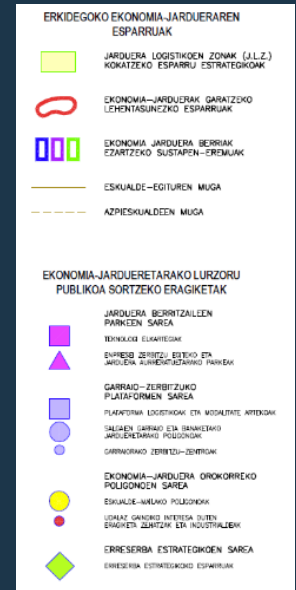 ERKIDEGOKO EKONOMIA-JARDUERAREN
ESPARRUAK
JARDUERA LOGISTIKOEN ZONAK (J.L.Z.)
KOKATZEKO ESPARRU ESTRATEGIKOAK
EKONOMIA-JARDUERAK GARATZEKO
LEHENTASUNEZKO ESPARRUAK
EKONOMIA JARDUERA BERRIAK
EZARTZEKO SUSTAPEN-EREMUAK
ESKUALDE-EGITUREN MUGA
AZPIESKUALDEEN MUGA
EKONOMIA-JARDUERETARAKO LURZORU
PUBLIKOA SORTZEKO ERAGIKETAK
JARDUERA BERRITZAILEEN
PARKEEN SAREA
TEKNOLOGI ELKARTEGIAK
ENPRESEI ZERBITZU EGITEKO ETA
JARDUERA AURRERATUETARAKO PARKEAK
GARRAIO-ZERBITZUKO
PLATAFORMEN SAREA
PLATAFORMA LOGISTIKOAK ETA MODALITATE ARTEKOAK
SALGAIEN GARRAIO ETA BANAKETAKO
JARDUERETARAKO POLIGONOAK
GARRAIORAKO ZERBITZU-ZENTROAK
EKONOMIA-JARDUERA OROKORREKO
POLIGONOEN SAREA
ESKUALDE-MAILAKO POLIGONOAK
UDALAZ GAINDIKO INTERESA DUTEN
ERAGIKETA ZEHATZAK ETA INDUSTRIALDEAK
ERRESERBA ESTRATEGIKOEN SAREA
ERRESERBA ESTRATEGIKOKO ESPARRUAK